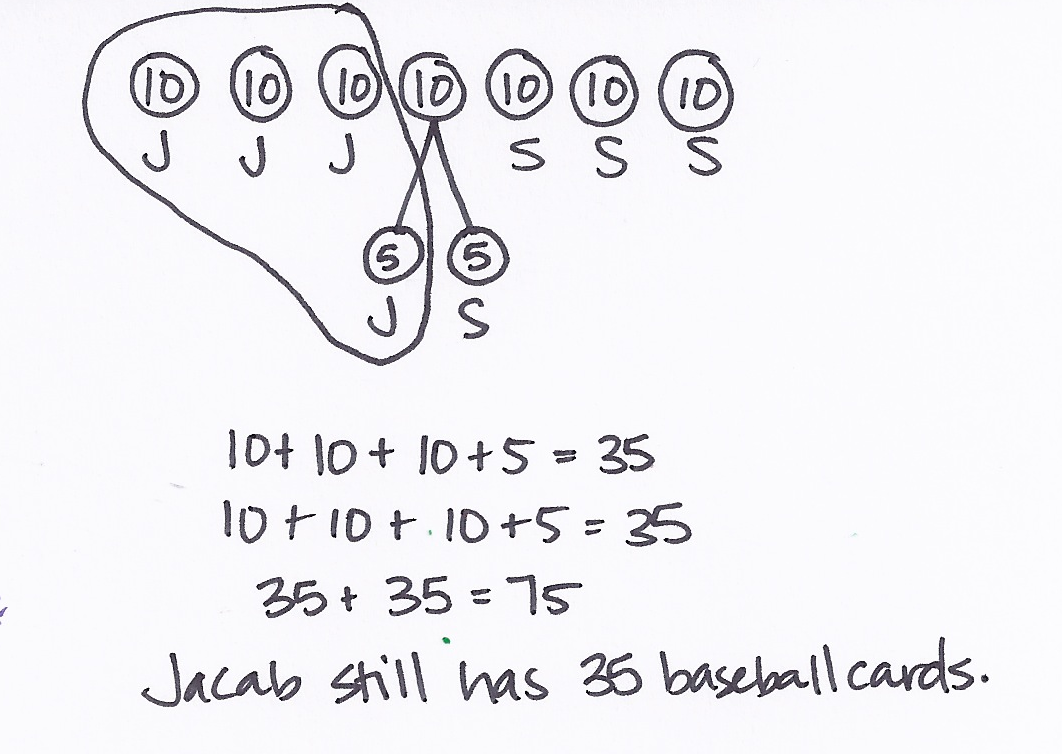 10 10 10 10 10 10 10
J J J S S S
5 5
J S
10+ 10 + 10 + 5 = 35
10 + 10 + 10 + 5 = 35
35 + 35 = 75
Jacab still has 35 baseball cards.